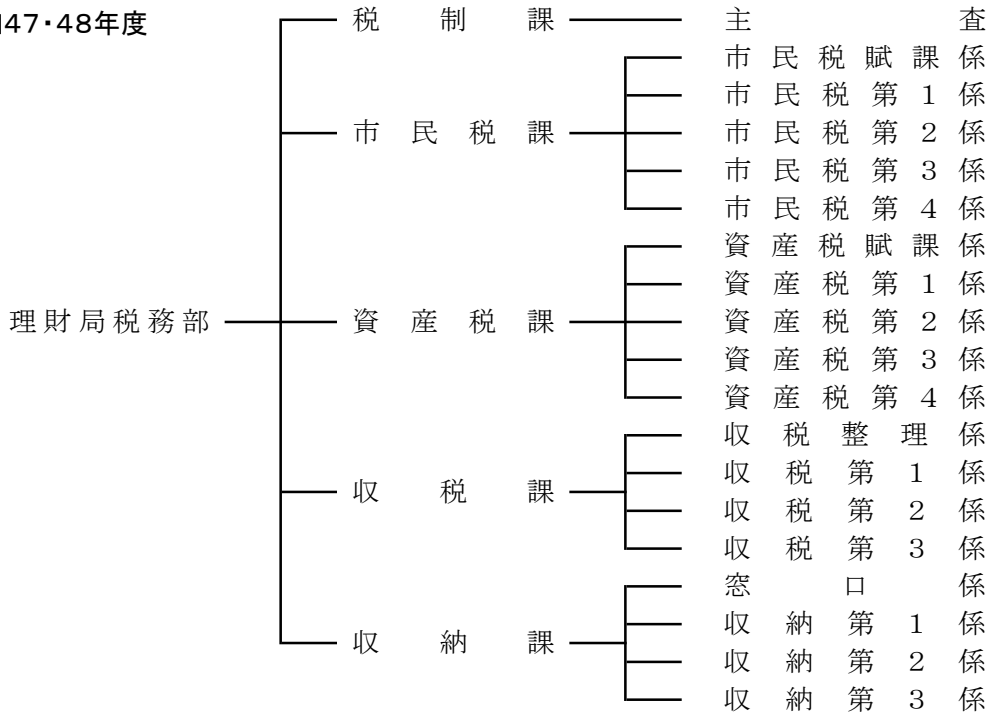 47・48年度
税制課 主査
市民税賦課係
市民税第1係
市民税課 市民税第2係
市民税第3係
市民税第4係
資産税賦課係
資産税第1係
理財局税務部 資産税課 資産税第2係
資産税第3係
資産税第4係
収税整理係
収税課 収税第1係
収税第2係
収税第3係
窓口係
収納課 収納第1係
収納第2係
収納第3係